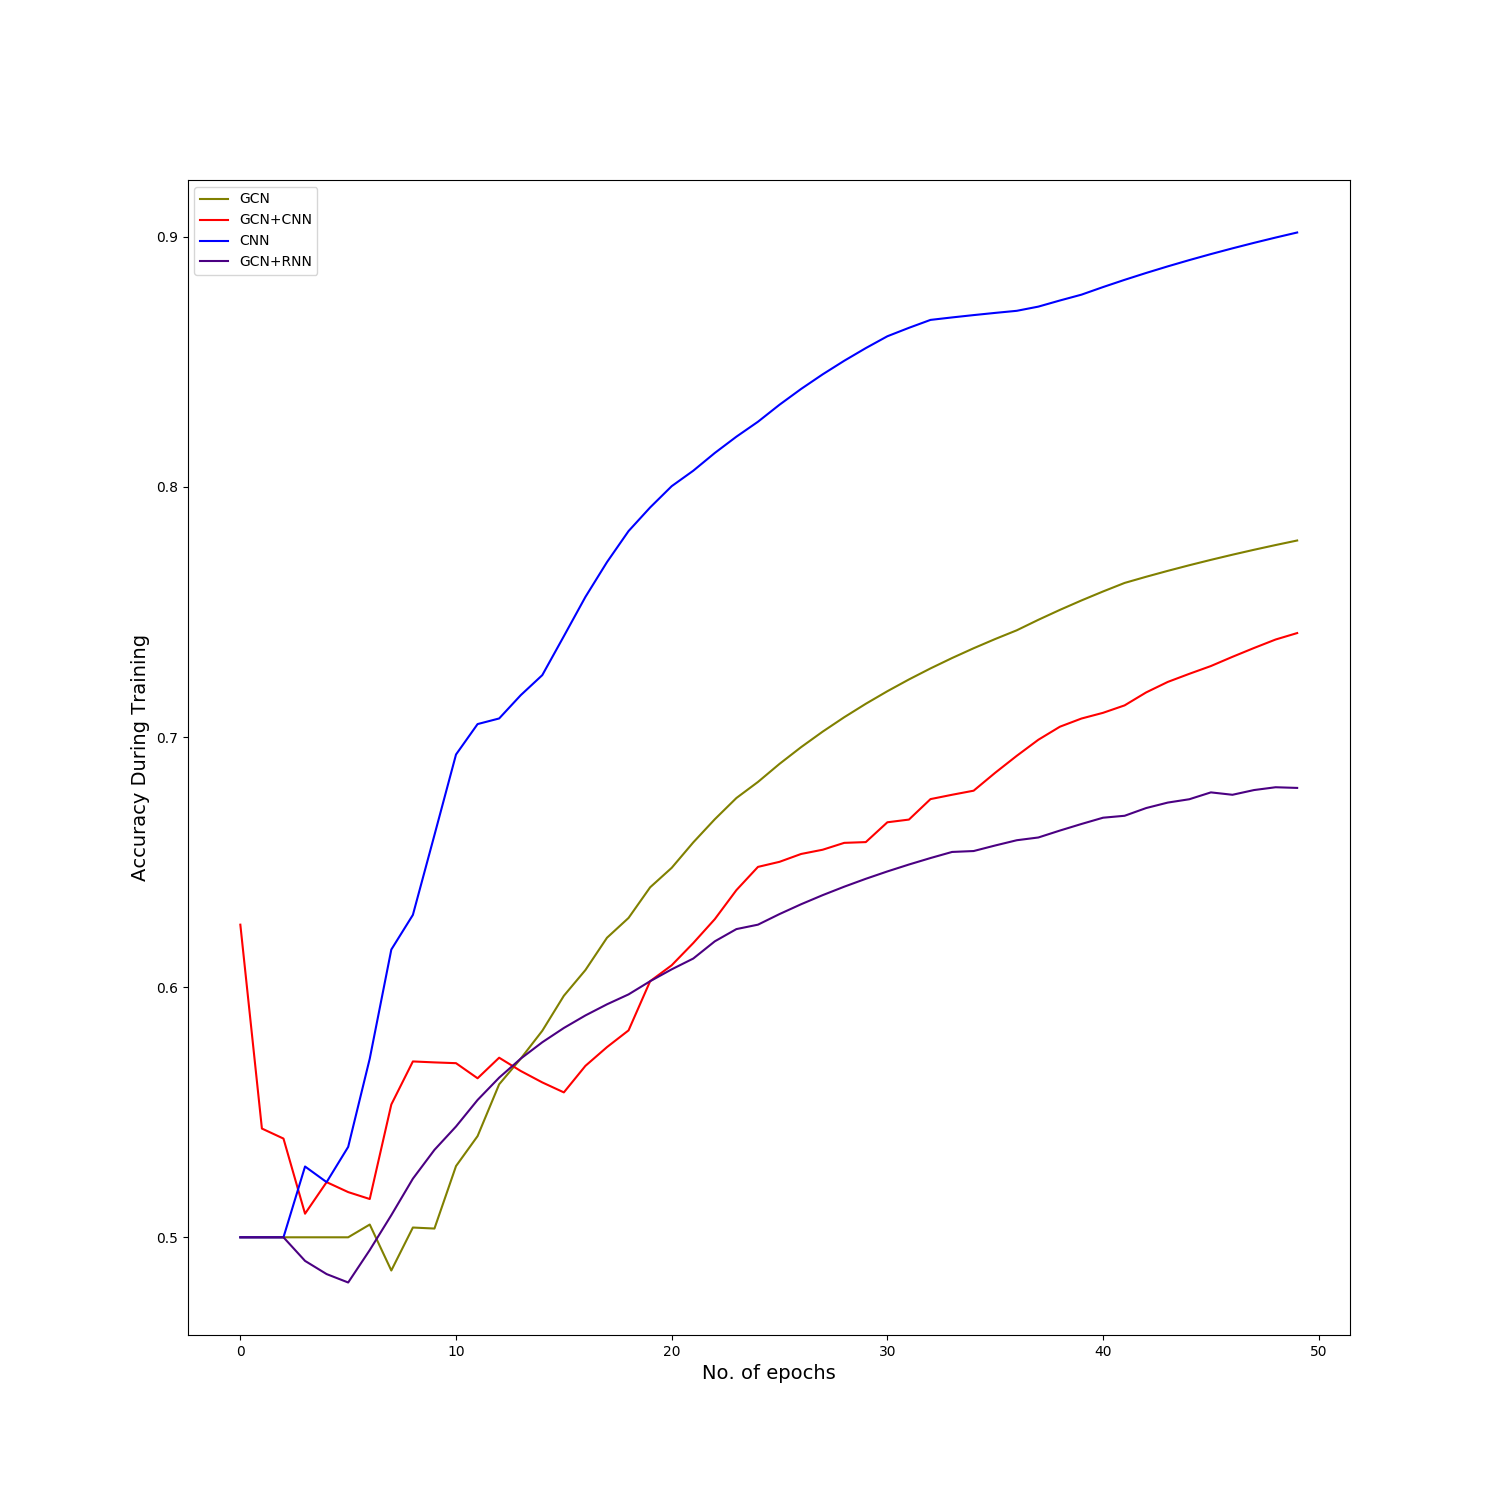 GCN
GCN+CNN
CNN
GCN+RNN
0.9
0.8
0.7
0.6
0.5
Accuracy During Training
0 10 20 30 40 50
No. of epochs